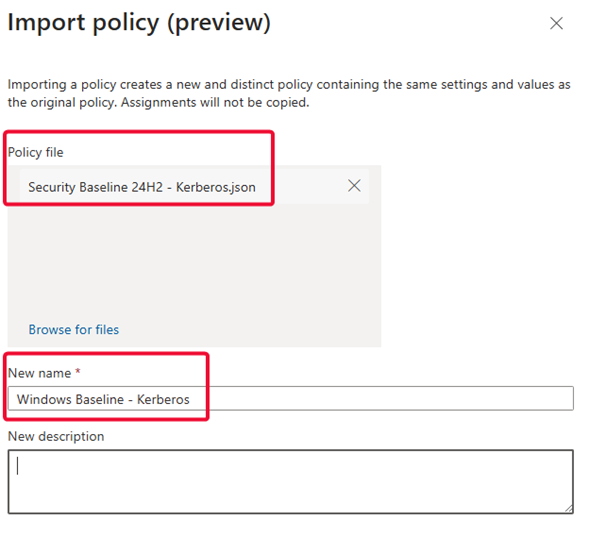 Import policy (preview)
Importing a policy creates a new and distinct policy containing the same settings and values as
the original policy. Assignments will not be copied.
Policy file
Security Baseline 24H2 - Kerberos.json
Browse for files
New name *
Windows Baseline - Kerberos
New description